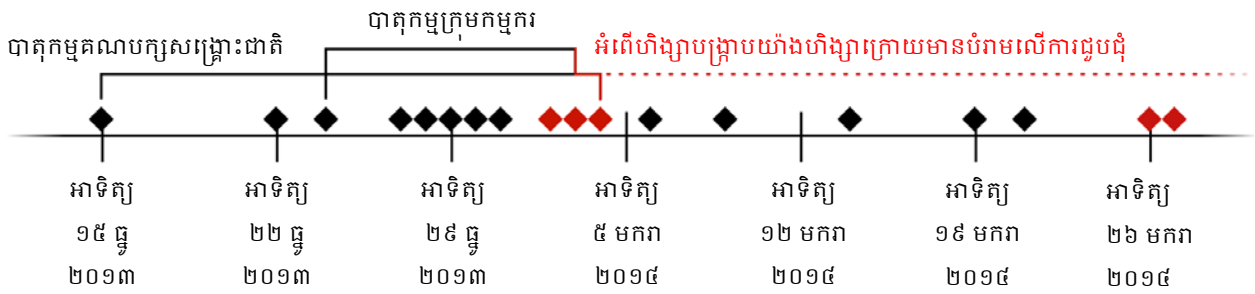 បាតុកម្មក្រុមកម្មករ
បាតុកម្មគណបក្សសង្គ្រោះជាតិ
អំពើហិង្សាបង្ក្រាបយ៉ាងហិង្សាក្រោយមានបំរាមលើការជួបជុំ
អាទិត្យ អាទិត្យ អាទិត្យ អាទិត្យ អាទិត្យ អាទិត្យ អាទិត្យ
១៥ ធ្នូ ២២ ធ្នូ ២៩ ធ្នូ ៥ មករា ១២ មករា ១៩ មករា ២៦ មករា
២០១៣ ២០១៣ ២០១៣ ២០១៤ ២០១៤ ២០១៤ ២០១៤